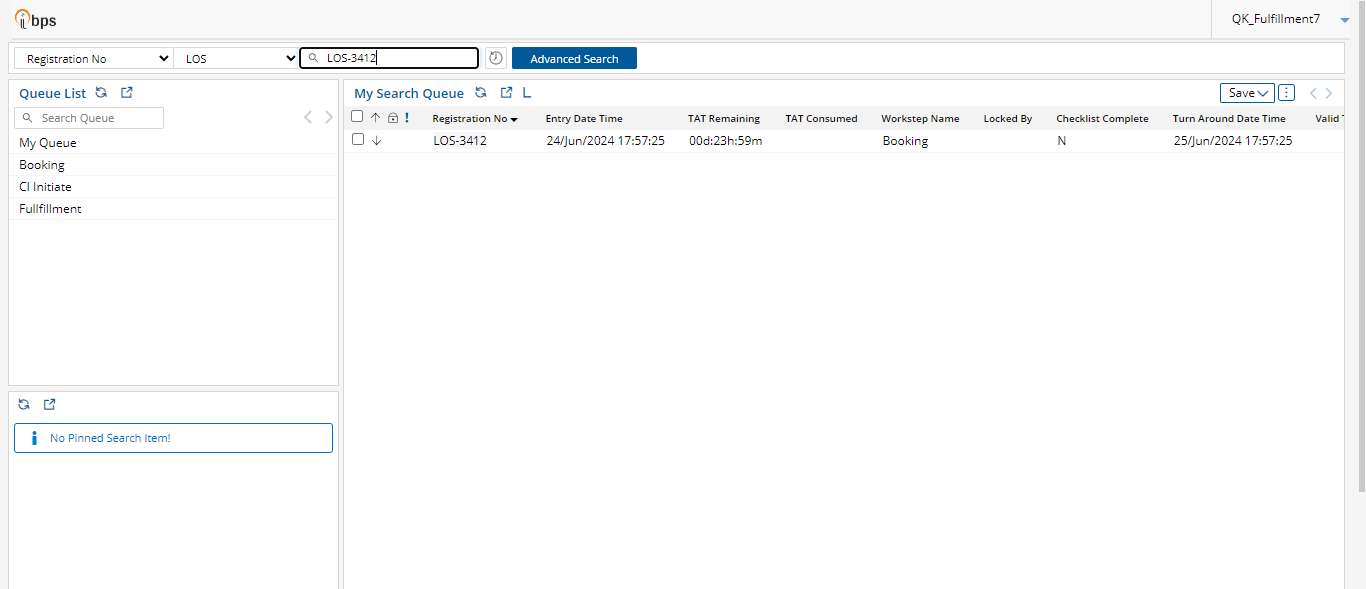 ibps
QK_Fulfillment7
Registration No LOS LOS-3412 Advanced Search
Queue List
Search Queue
My Queue
Booking
CI Initiate
Fullfillment
No Pinned Search Item!
My Search Queue L Save
Registration No Entry Date Time TAT Remaining TAT Consumed Workstep Name Locked By Checklist Complete Turn Around Date Time Valid
LOS-3412 24/Jun/2024 17:57:25 00d:23h:59m Booking N 25/Jun/2024 17:57:25